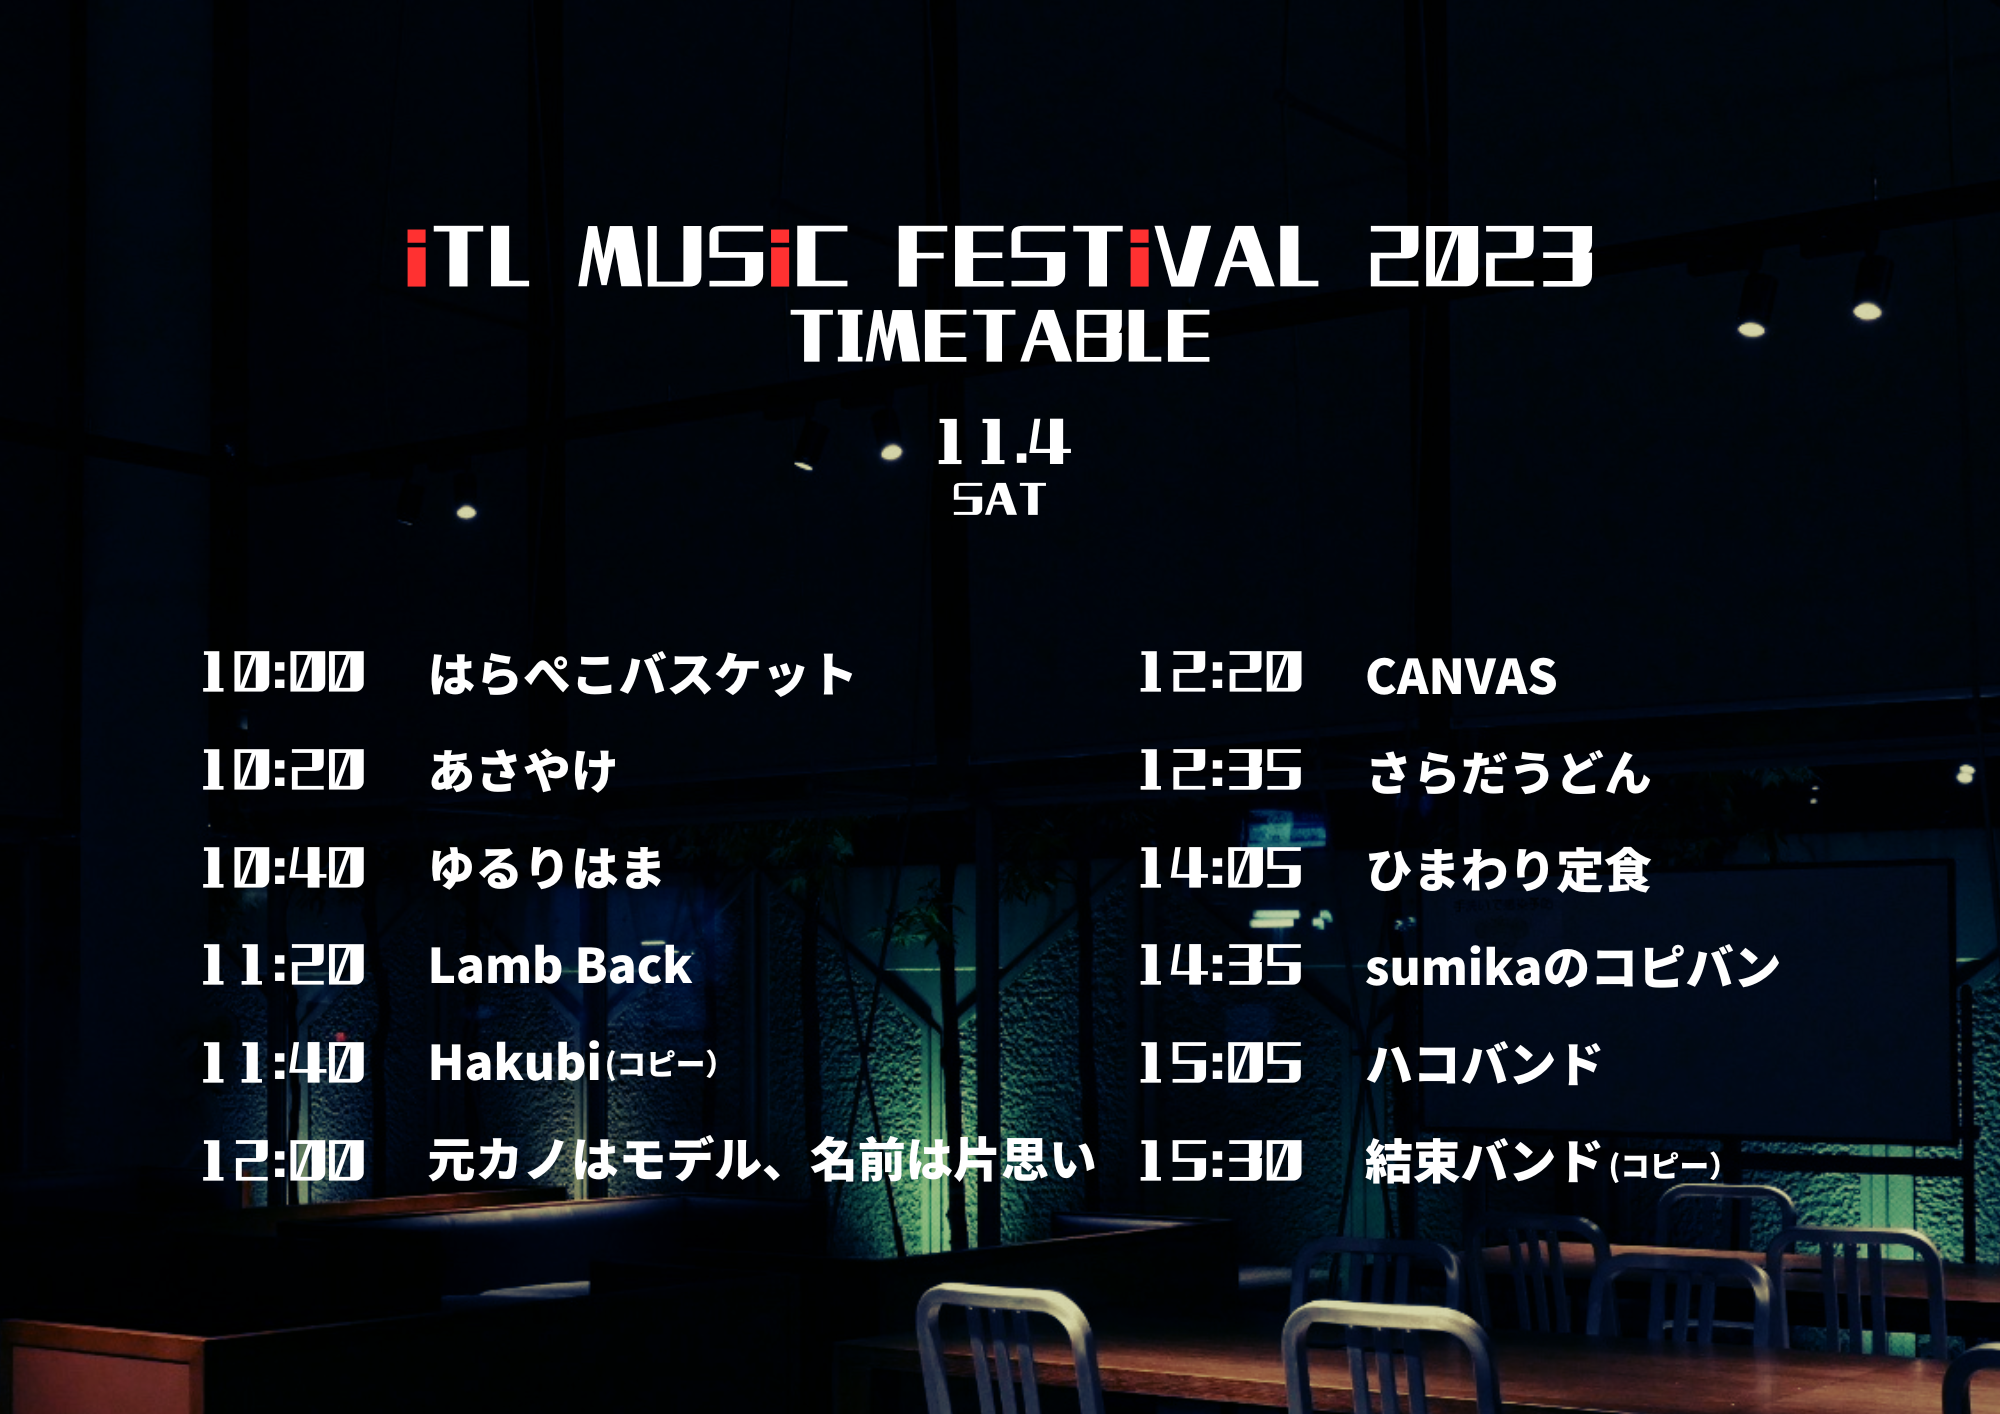 iTL MUSiC FESTiVAL 2023
TIMETABLE
11.4
SAT
10:00 はらぺこバスケット
10:20 あさやけ
10:40 ゆるりはま
11:20 Lamb Back
11:40 Hakubi(コピー)
12:00 元カノはモデル、名前は片思い
12:20 CANVAS
12:35 さらだうどん
14:05 ひまわり定食
14:35 sumikaのコピバン
15:05 ハコバンド
15:30 結束バンド(コピー)